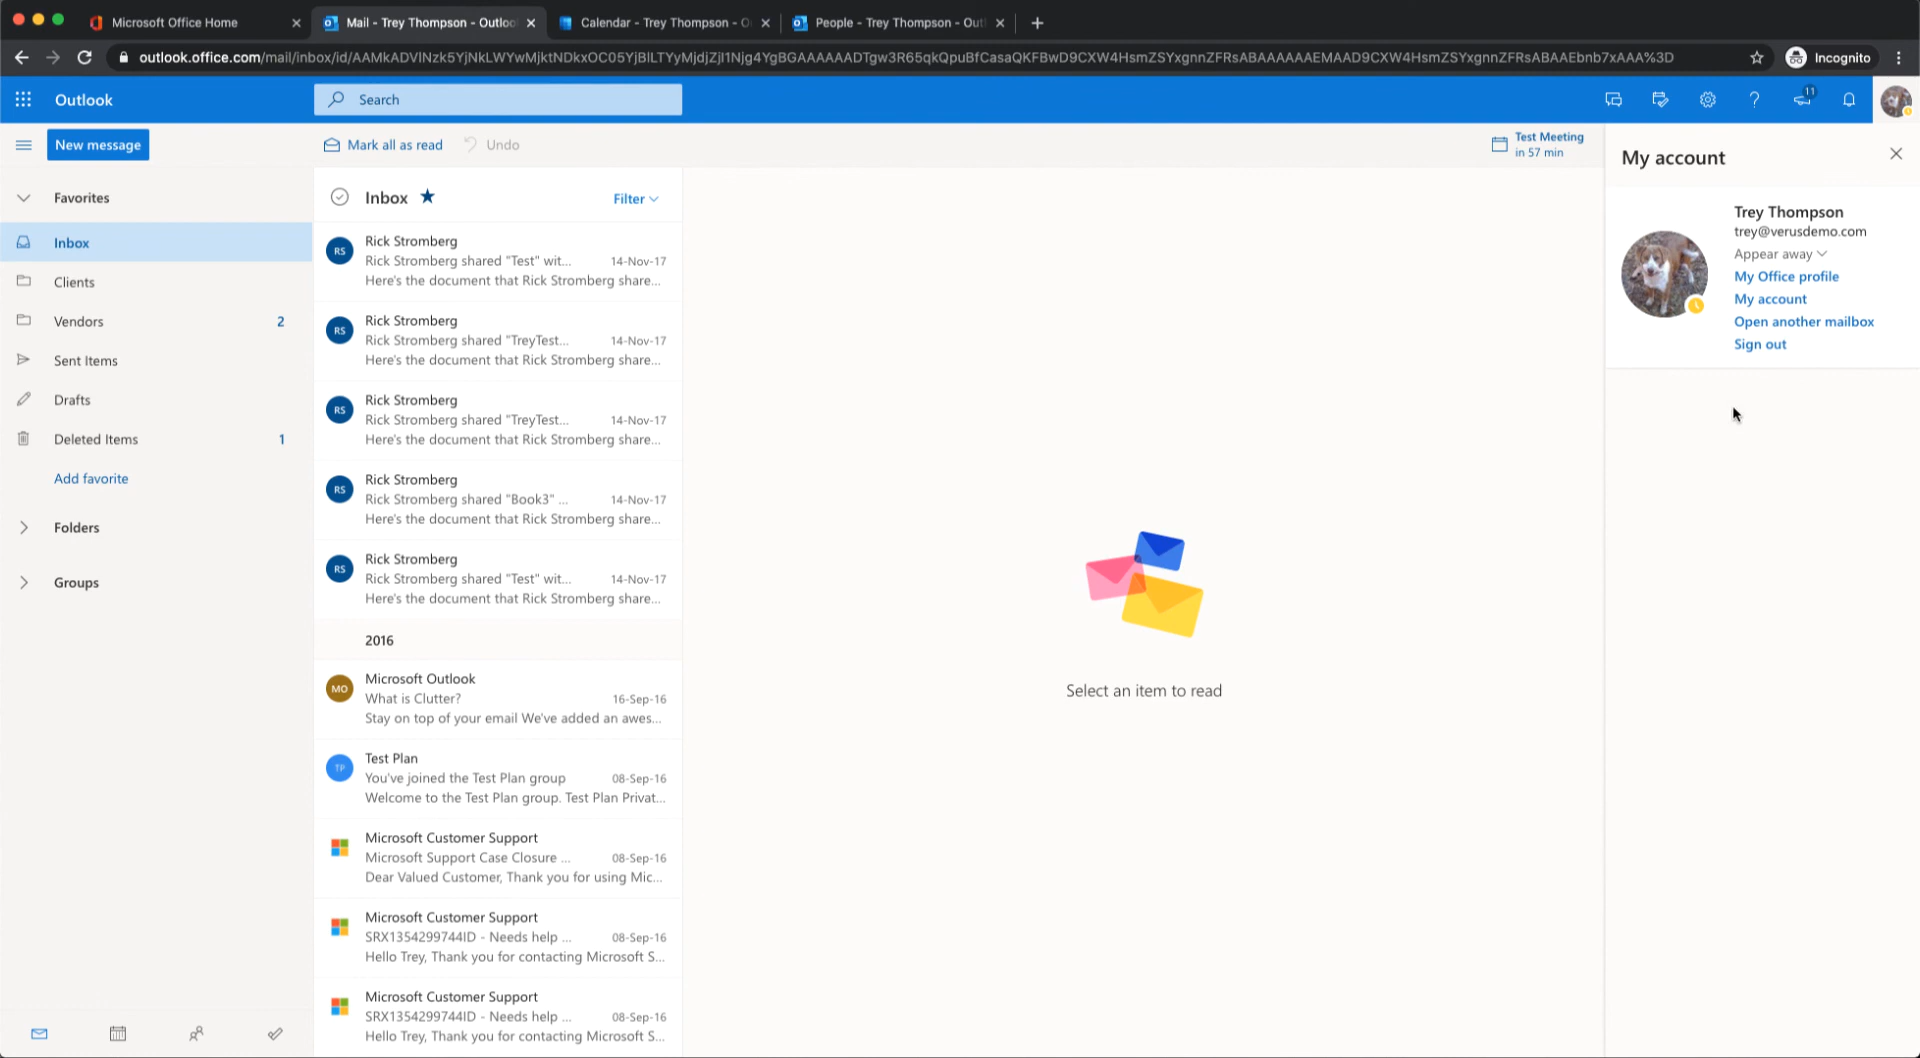 Microsoft Office Home
Mail - Trey Thompson - Outloo
Calendar - Trey Thompson - O
People - Trey Thompson - Out
Incognito
Outlook
Search
11
New message
Mark all as read
Undo
Test Meeting
in 57 min
My account
Favorites
Inbox
Clients
Vendors 2
Sent Items
Drafts
Deleted Items 1
Add favorite
Folders
Groups
Inbox
Filter
RS
Rick Stromberg
Rick Stromberg shared "Test" wit... 14-Nov-17
Here's the document that Rick Stromberg share...
RS
Rick Stromberg
Rick Stromberg shared "TreyTest... 14-Nov-17
Here's the document that Rick Stromberg share...
RS
Rick Stromberg
Rick Stromberg shared "TreyTest... 14-Nov-17
Here's the document that Rick Stromberg share...
RS
Rick Stromberg
Rick Stromberg shared "Book3" ... 14-Nov-17
Here's the document that Rick Stromberg share...
RS
Rick Stromberg
Rick Stromberg shared "Test" wit... 14-Nov-17
Here's the document that Rick Stromberg share...
2016
MO
Microsoft Outlook
What is Clutter? 16-Sep-16
Stay on top of your email We've added an awes...
TP
Test Plan
You've joined the Test Plan group 08-Sep-16
Welcome to the Test Plan group. Test Plan Privat...
Microsoft Customer Support
Microsoft Support Case Closure ... 08-Sep-16
Dear Valued Customer, Thank you for using Mic...
Microsoft Customer Support
SRX1354299744ID - Needs help ... 08-Sep-16
Hello Trey, Thank you for contacting Microsoft S...
Microsoft Customer Support
SRX1354299744ID - Needs help ... 08-Sep-16
Hello Trey, Thank you for contacting Microsoft S...
Select an item to read
Trey Thompson
trey@verusdemo.com
Appear away
My Office profile
My account
Open another mailbox
Sign out